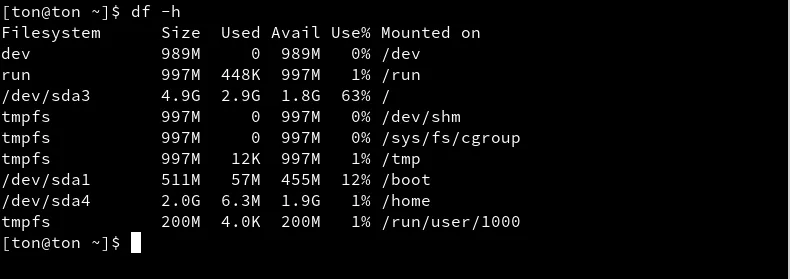 [ton@ton ~]$ df -h
Filesystem      Size  Used Avail Use% Mounted on
dev             989M     0  989M   0% /dev
run             997M  448K  997M   1% /run
/dev/sda3       4.9G  2.9G  1.8G  63% /
tmpfs           997M     0  997M   0% /dev/shm
tmpfs           997M     0  997M   0% /sys/fs/cgroup
tmpfs           997M   12K  997M   1% /tmp
/dev/sda1       511M   57M  455M  12% /boot
/dev/sda4       2.0G  6.3M  1.9G   1% /home
tmpfs           200M  4.0K  200M   1% /run/user/1000
[ton@ton ~]$